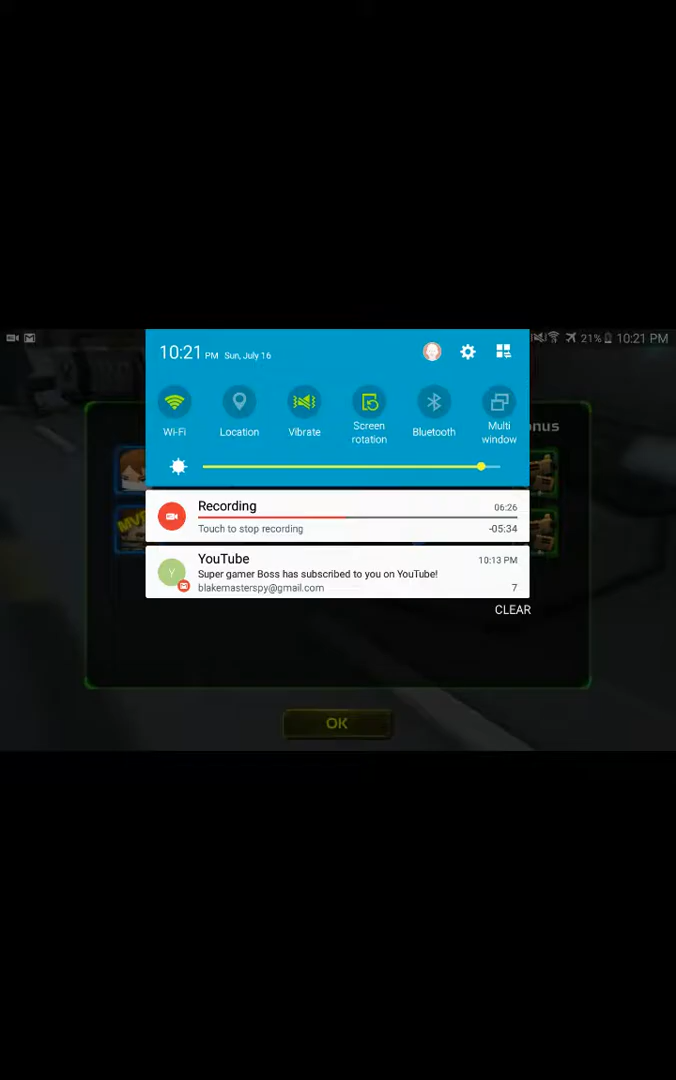 21% 10:21 PM
10:21 PM Sun, July 16
Wi-Fi
Location
Vibrate
Screen rotation
Bluetooth
Multi window
Recording 06:26
Touch to stop recording -05:34
YouTube 10:13 PM
Super gamer Boss has subscribed to you on YouTube!
blakemasterspy@gmail.com 7
CLEAR
OK